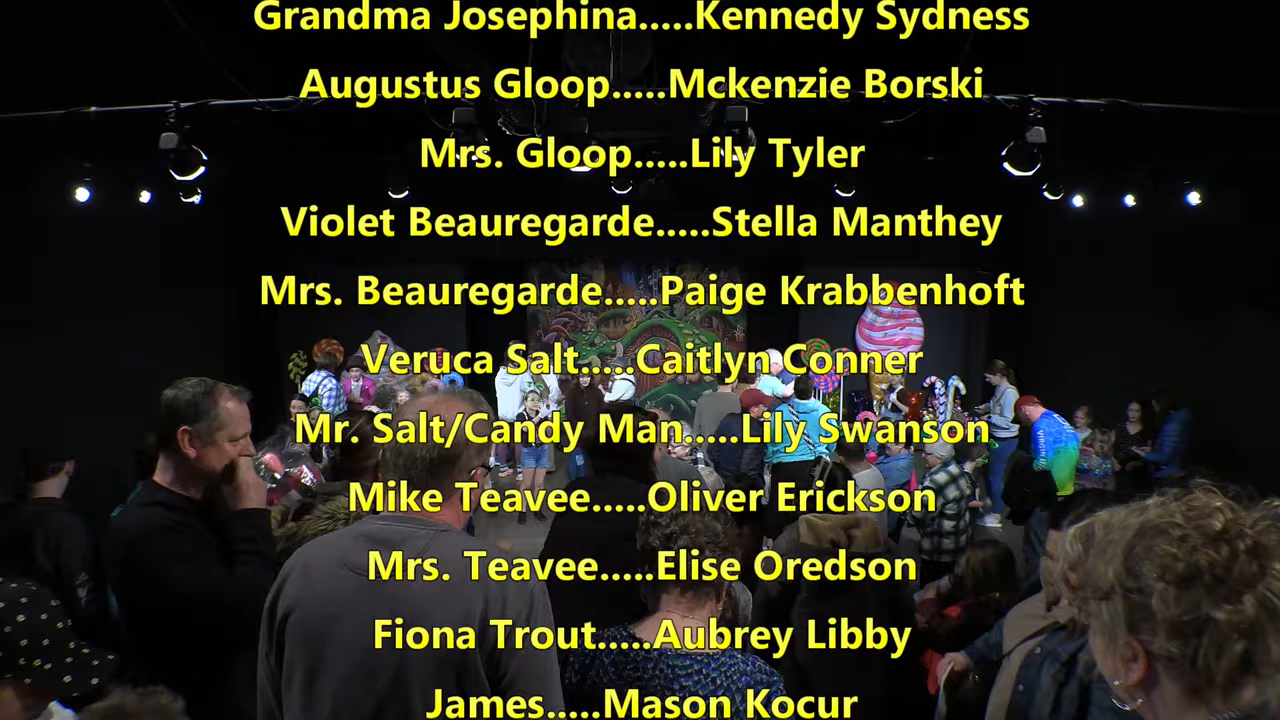 Grandma Josephina.....Kennedy Sydness
Augustus Gloop.....Mckenzie Borski
Mrs. Gloop.....Lily Tyler
Violet Beauregarde.....Stella Manthey
Mrs. Beauregarde.....Paige Krabbenhoft
Veruca Salt.....Caitlyn Conner
Mr. Salt/Candy Man.....Lily Swanson
Mike Teavee.....Oliver Erickson
Mrs. Teavee.....Elise Oredson
Fiona Trout.....Aubrey Libby
James.....Mason Kocur